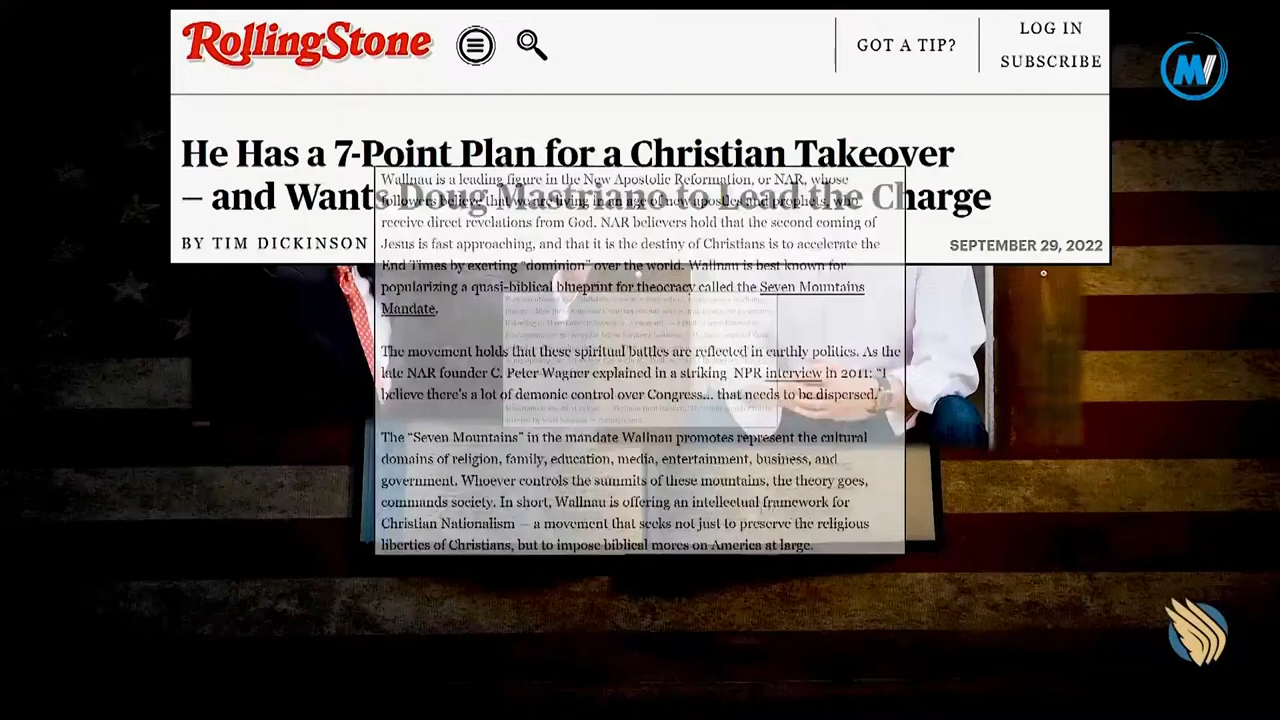 RollingStone
GOT A TIP?
LOG IN
SUBSCRIBE
He Has a 7-Point Plan for a Christian Takeover
– and Wants Doug Mastriano to Lead the Charge
BY TIM DICKINSON
SEPTEMBER 29, 2022
Wallnau is a leading figure in the New Apostolic Reformation, or NAR, whose
followers believe that we are living in an age of new apostles and prophets, who
receive direct revelations from God. NAR believers hold that the second coming of
Jesus is fast approaching, and that it is the destiny of Christians is to accelerate the
End Times by exerting “dominion” over the world. Wallnau is best known for
popularizing a quasi-biblical blueprint for theocracy called the Seven Mountains
Mandate.
The movement holds that these spiritual battles are reflected in earthly politics. As the
late NAR founder C. Peter Wagner explained in a striking NPR interview in 2011: “I
believe there's a lot of demonic control over Congress… that needs to be dispersed.”
The “Seven Mountains” in the mandate Wallnau promotes represent the cultural
domains of religion, family, education, media, entertainment, business, and
government. Whoever controls the summits of these mountains, the theory goes,
commands society. In short, Wallnau is offering an intellectual framework for
Christian Nationalism — a movement that seeks not just to preserve the religious
liberties of Christians, but to impose biblical mores on America at large.